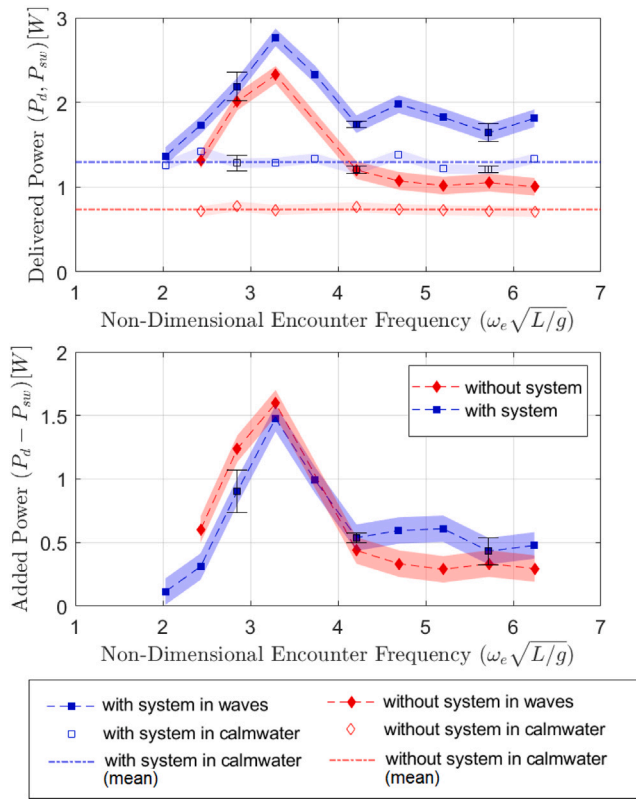 3
2
1
0
Delivered Power (P_d, P_sw)[W]
1 2 3 4 5 6 7
Non-Dimensional Encounter Frequency (ω_e√L/g)
2
1.5
1
0.5
0
Added Power (P_d − P_sw)[W]
without system
with system
1 2 3 4 5 6 7
Non-Dimensional Encounter Frequency (ω_e√L/g)
with system in waves
with system in calmwater
with system in calmwater
(mean)
without system in waves
without system in calmwater
without system in calmwater
(mean)